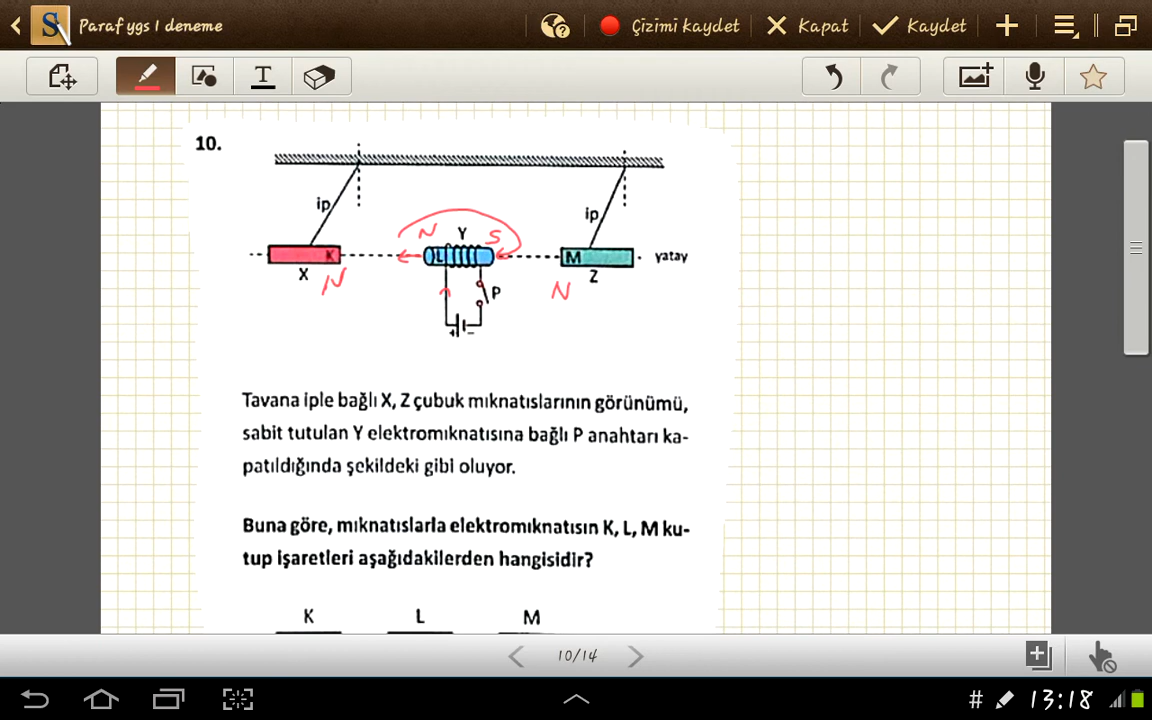 Paraf ygs 1 deneme
Çizimi kaydet
Kapat
Kaydet
T
10.
ip
ip
N
Y
S
K
L
M
yatay
X
N
P
N
Z
+
-
Tavana iple bağlı X, Z çubuk mıknatıslarının görünümü,
sabit tutulan Y elektromıknatısına bağlı P anahtarı ka-
patıldığında şekildeki gibi oluyor.
Buna göre, mıknatıslarla elektromıknatısın K, L, M ku-
tup işaretleri aşağıdakilerden hangisidir?
K L M
10/14
# 13:18